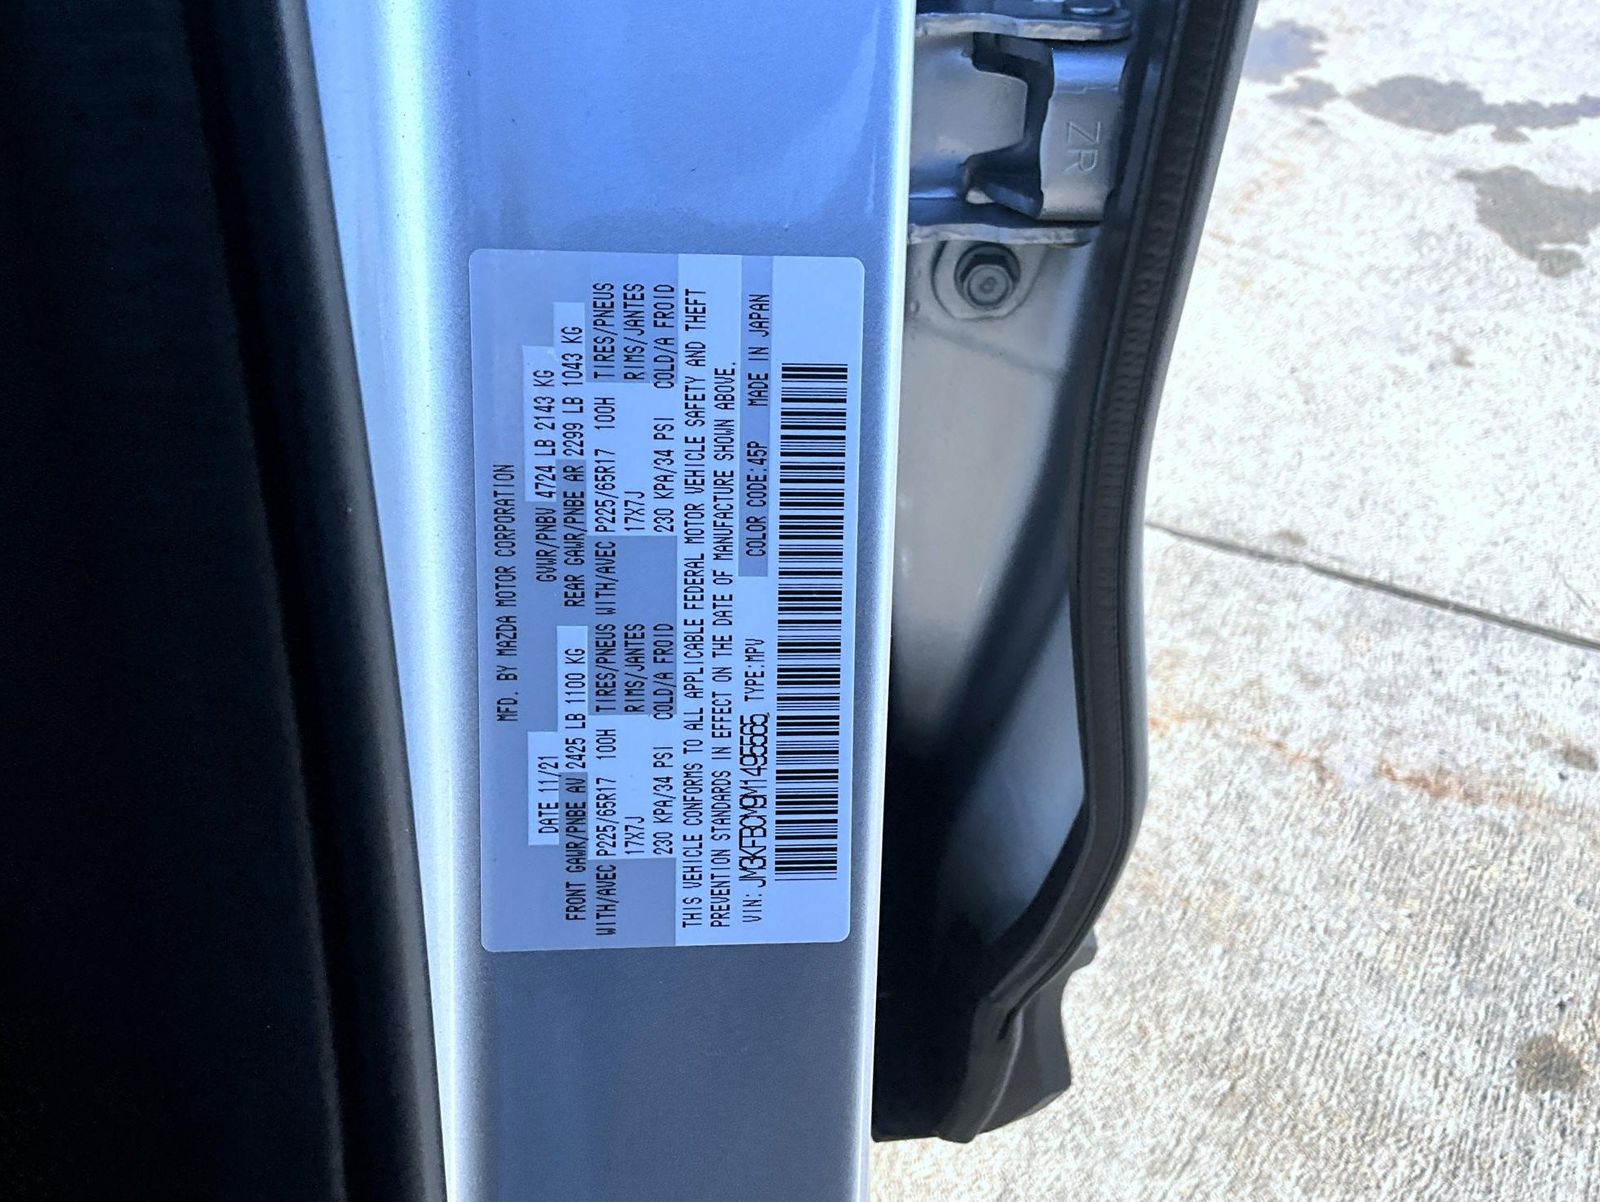 MFD. BY MAZDA MOTOR CORPORATION
DATE 11/21 GVWR/PNBV 4724 LB 2143 KG
FRONT GAWR/PNBE AV 2425 LB 1100 KG REAR GAWR/PNBE AR 2299 LB 1043 KG
WITH/AVEC P225/65R17 100H TIRES/PNEUS WITH/AVEC P225/65R17 100H TIRES/PNEUS
17X7J RIMS/JANTES 17X7J RIMS/JANTES
230 KPA/34 PSI COLD/A FROID 230 KPA/34 PSI COLD/A FROID
THIS VEHICLE CONFORMS TO ALL APPLICABLE FEDERAL MOTOR VEHICLE SAFETY AND THEFT
PREVENTION STANDARDS IN EFFECT ON THE DATE OF MANUFACTURE SHOWN ABOVE.
VIN: JM3KFBCM9M1495565, TYPE:MPV COLOR CODE:45P MADE IN JAPAN
ZR